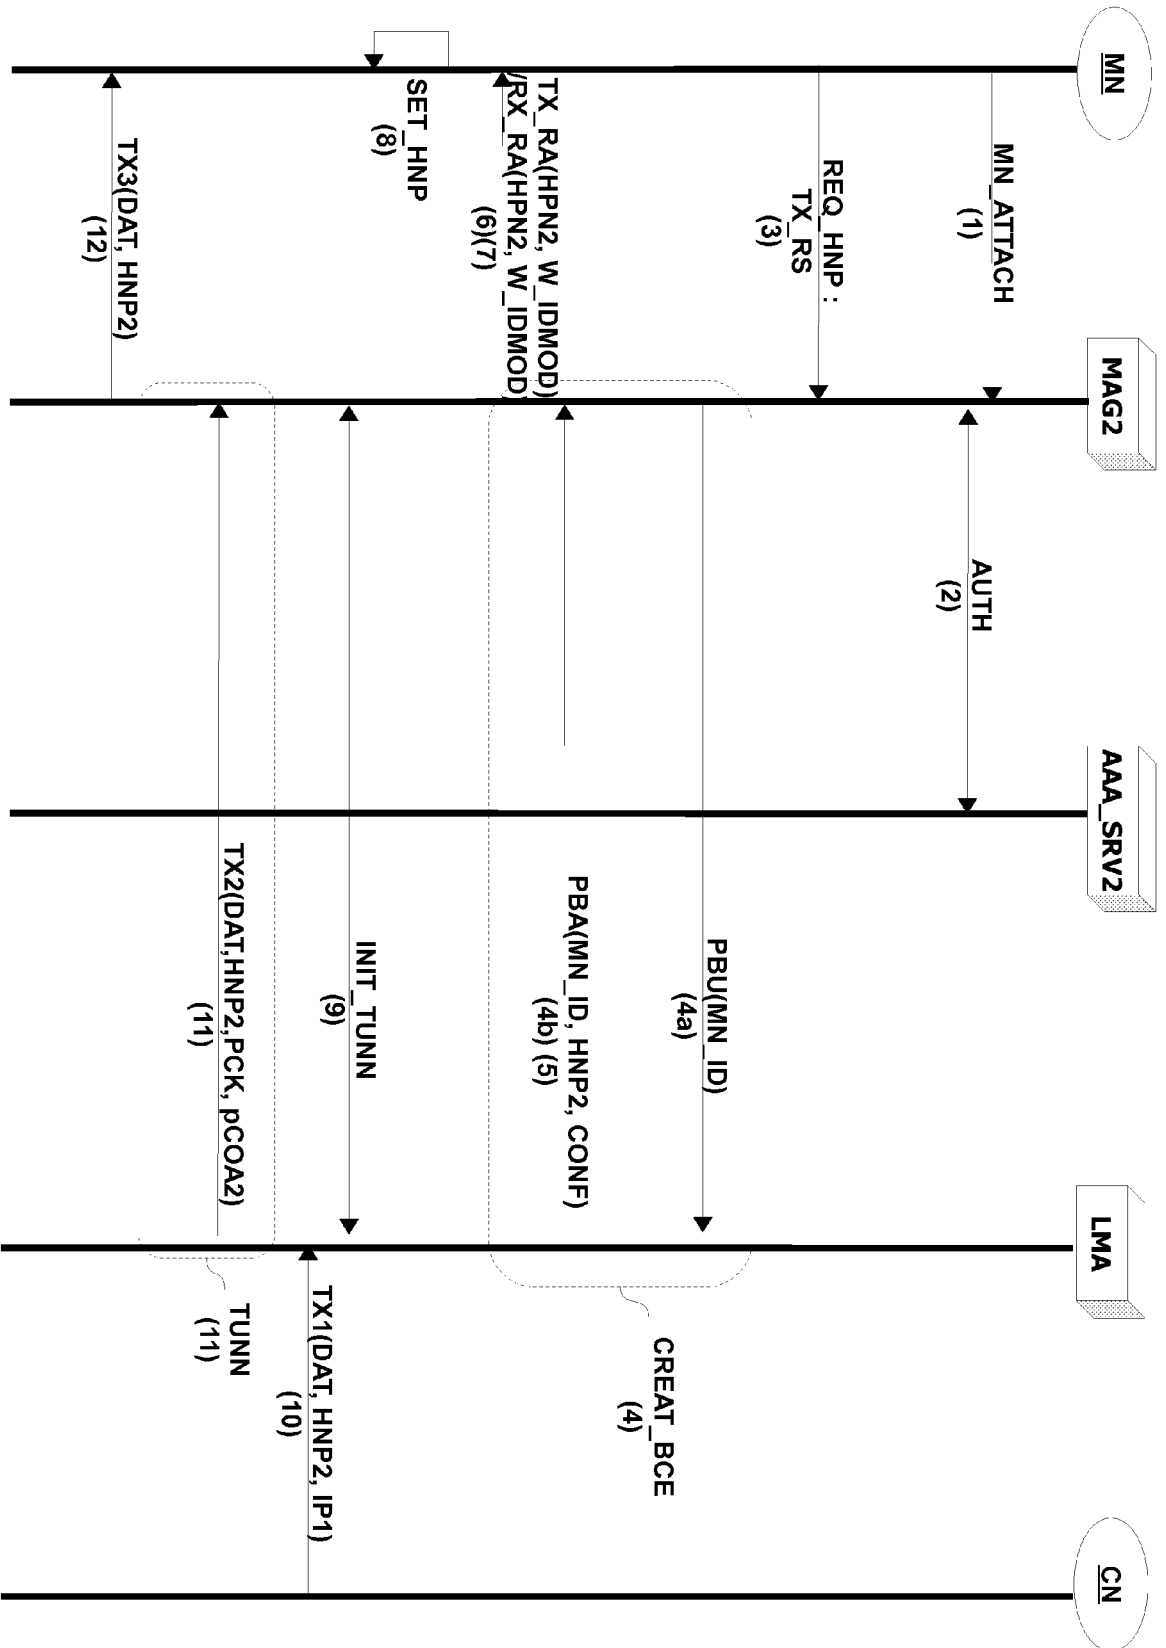 MN
MAG2
AAA_SRV2
LMA
CN
MN_ATTACH
(1)
AUTH
(2)
REQ_HNP :
TX_RS
(3)
PBU(MN_ID)
(4a)
CREAT_BCE
(4)
PBA(MN_ID, HNP2, CONF)
(4b) (5)
TX_RA(HPN2, W_IDMOD)
/RX_RA(HPN2, W_IDMOD)
(6)(7)
SET_HNP
(8)
INIT_TUNN
(9)
TX1(DAT, HNP2, IP1)
(10)
TUNN
(11)
TX2(DAT,HNP2,PCK, pCOA2)
(11)
TX3(DAT, HNP2)
(12)